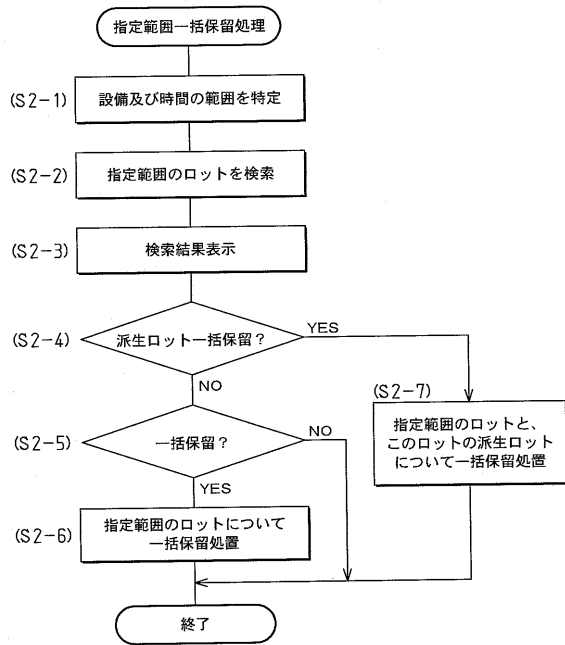 指定範囲一括保留処理
(S2-1)
設備及び時間の範囲を特定
(S2-2)
指定範囲のロットを検索
(S2-3)
検索結果表示
(S2-4)
派生ロット一括保留?
YES
NO
(S2-7)
指定範囲のロットと、
このロットの派生ロット
について一括保留処置
(S2-5)
一括保留?
NO
YES
(S2-6)
指定範囲のロットについて
一括保留処置
終了